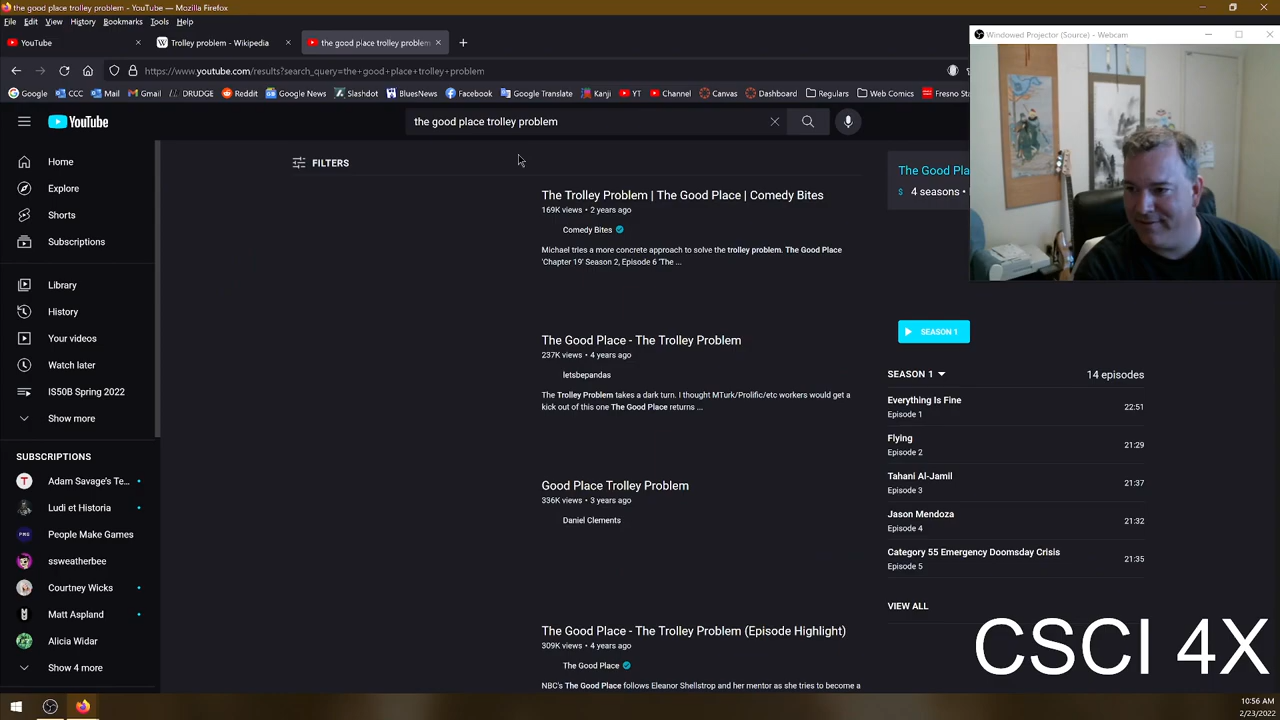 the good place trolley problem - YouTube — Mozilla Firefox
File Edit View History Bookmarks Tools Help
YouTube
Trolley problem - Wikipedia
the good place trolley problem
Windowed Projector (Source) - Webcam
https://www.youtube.com/results?search_query=the+good+place+trolley+problem
Google CCC Mail Gmail DRUDGE Reddit Google News Slashdot BluesNews Facebook Google Translate Kanji YT Channel Canvas Dashboard Regulars Web Comics Fresno Sta
YouTube
the good place trolley problem
Home
Explore
Shorts
Subscriptions
Library
History
Your videos
Watch later
IS50B Spring 2022
Show more
SUBSCRIPTIONS
Adam Savage's Te...
Ludi et Historia
People Make Games
ssweatherbee
Courtney Wicks
Matt Aspland
Alicia Widar
Show 4 more
FILTERS
The Trolley Problem | The Good Place | Comedy Bites
169K views • 2 years ago
Comedy Bites
Michael tries a more concrete approach to solve the trolley problem. The Good Place
'Chapter 19' Season 2, Episode 6 'The ...
The Good Place - The Trolley Problem
237K views • 4 years ago
letsbepandas
The Trolley Problem takes a dark turn. I thought MTurk/Prolific/etc workers would get a
kick out of this one The Good Place returns ...
Good Place Trolley Problem
336K views • 3 years ago
Daniel Clements
The Good Place - The Trolley Problem (Episode Highlight)
309K views • 4 years ago
The Good Place
NBC's The Good Place follows Eleanor Shellstrop and her mentor as she tries to become a
The Good Pla
$ 4 seasons •
SEASON 1
SEASON 1 14 episodes
Everything Is Fine
Episode 1
22:51
Flying
Episode 2
21:29
Tahani Al-Jamil
Episode 3
21:37
Jason Mendoza
Episode 4
21:32
Category 55 Emergency Doomsday Crisis
Episode 5
21:35
VIEW ALL
CSCI 4X
10:56 AM
2/23/2022